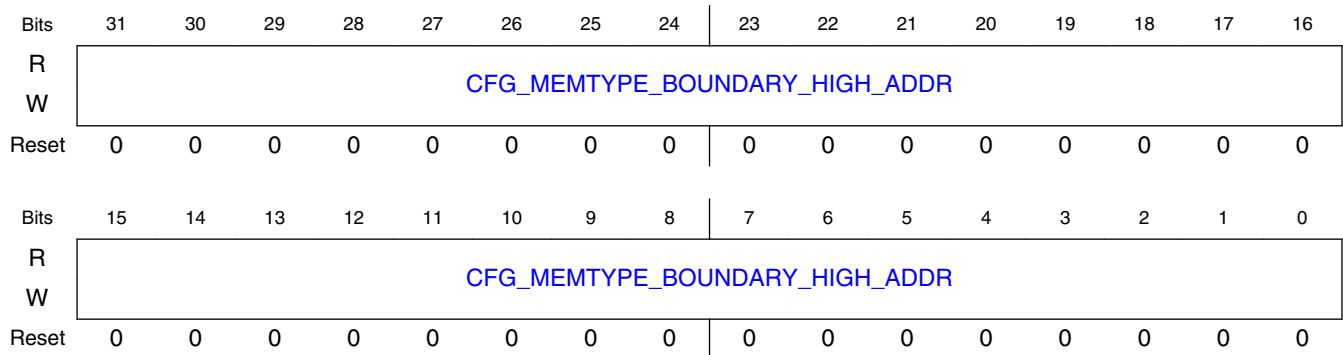 Bits 31 30 29 28 27 26 25 24 23 22 21 20 19 18 17 16
R
CFG_MEMTYPE_BOUNDARY_HIGH_ADDR
W
Reset 0 0 0 0 0 0 0 0 0 0 0 0 0 0 0 0
Bits 15 14 13 12 11 10 9 8 7 6 5 4 3 2 1 0
R
CFG_MEMTYPE_BOUNDARY_HIGH_ADDR
W
Reset 0 0 0 0 0 0 0 0 0 0 0 0 0 0 0 0